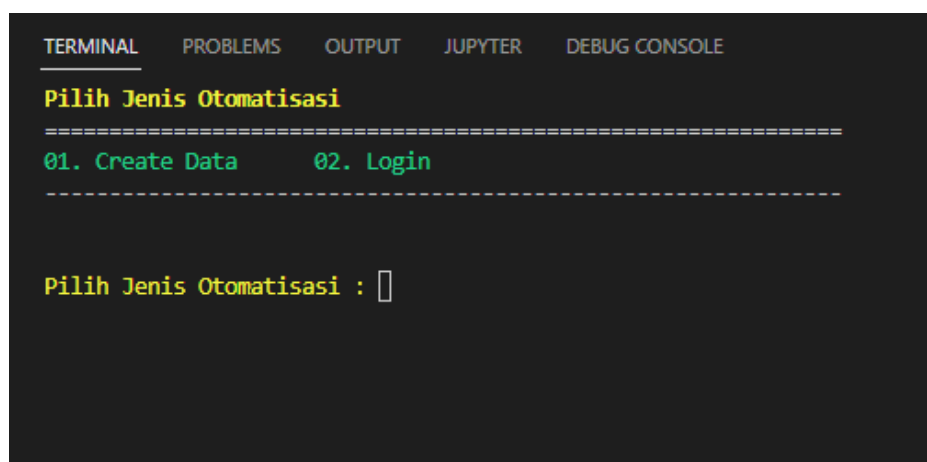 TERMINAL PROBLEMS OUTPUT JUPYTER DEBUG CONSOLE
Pilih Jenis Otomatisasi
==============================================================
01. Create Data 02. Login
--------------------------------------------------------------
Pilih Jenis Otomatisasi :